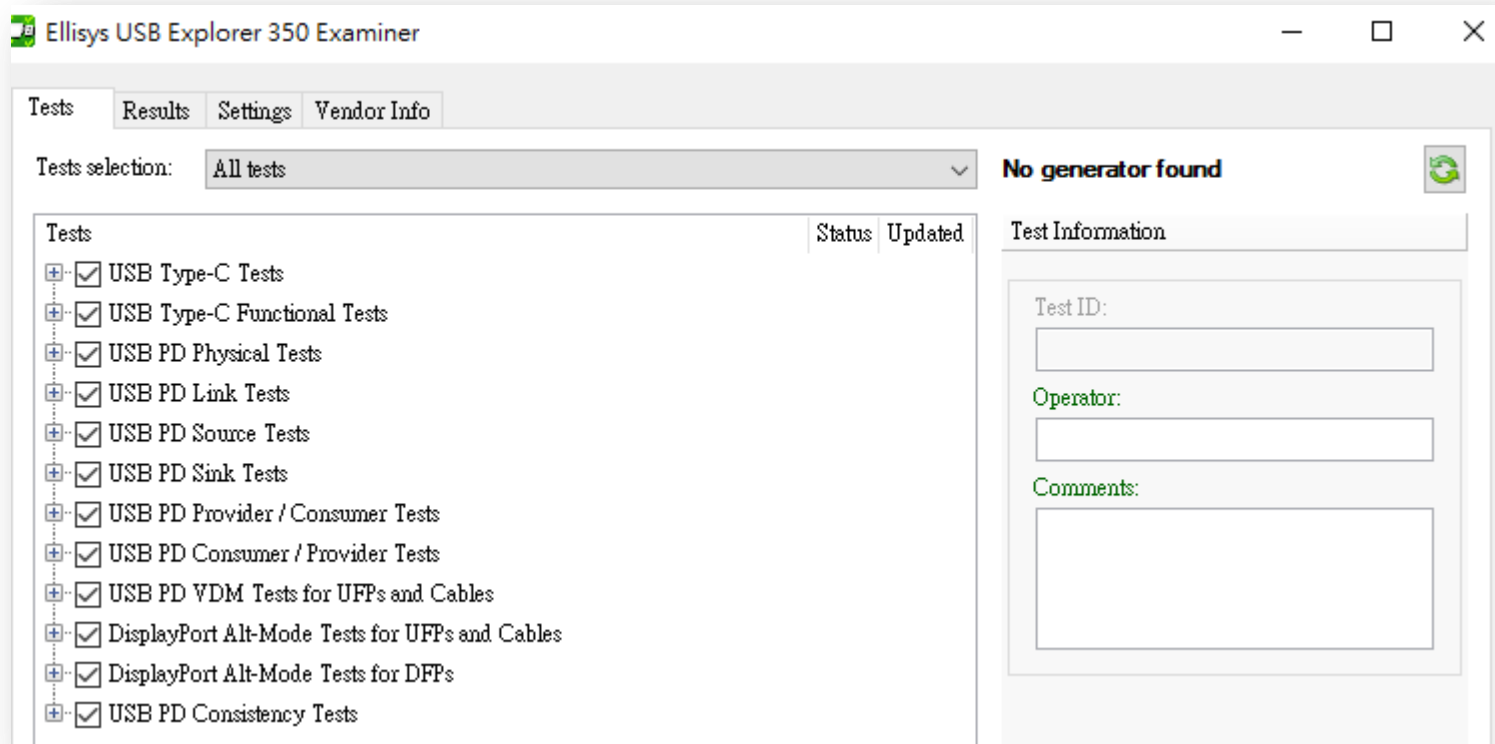 Ellisys USB Explorer 350 Examiner
Tests Results Settings Vendor Info
Tests selection: All tests No generator found
Tests Status Updated Test Information
USB Type-C Tests
USB Type-C Functional Tests
Test ID:
USB PD Physical Tests
USB PD Link Tests
Operator:
USB PD Source Tests
USB PD Sink Tests
Comments:
USB PD Provider / Consumer Tests
USB PD Consumer / Provider Tests
USB PD VDM Tests for UFPs and Cables
DisplayPort Alt-Mode Tests for UFPs and Cables
DisplayPort Alt-Mode Tests for DFPs
USB PD Consistency Tests